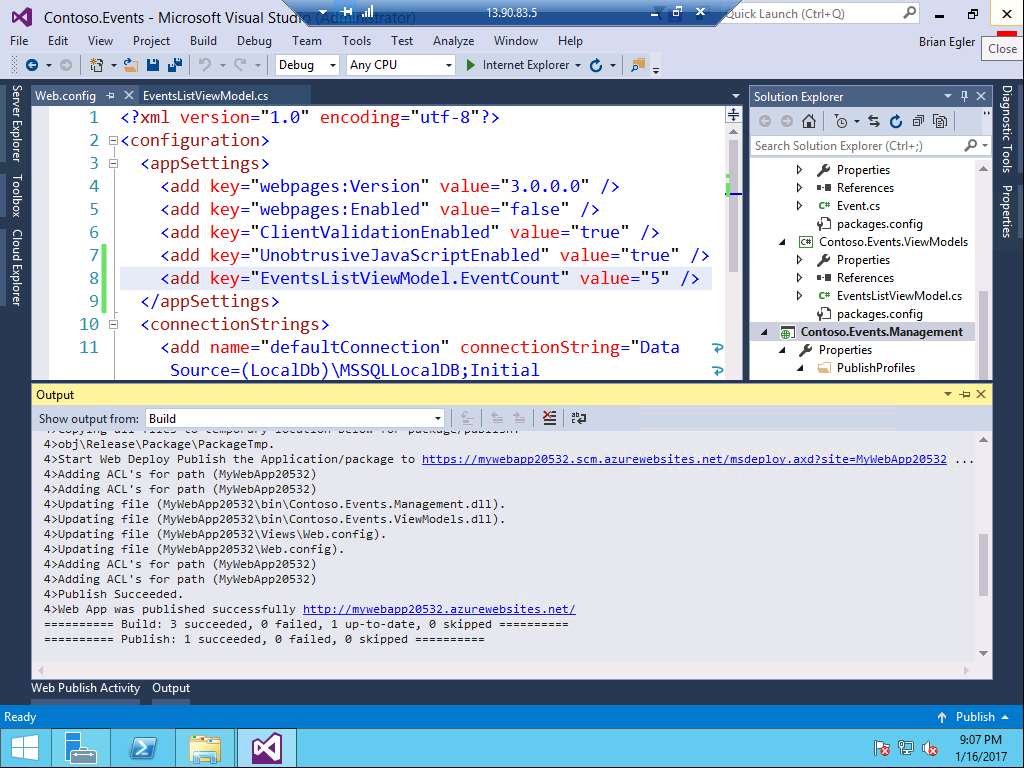 Contoso.Events - Microsoft Visual Studio (Administrator)
13.90.83.5
Quick Launch (Ctrl+Q)
File Edit View Project Build Debug Team Tools Test Analyze Window Help
Brian Egler
Close
Debug
Any CPU
Internet Explorer
Server Explorer
Toolbox
Cloud Explorer
Web.config
EventsListViewModel.cs
1 <?xml version="1.0" encoding="utf-8"?>
2 <configuration>
3 <appSettings>
4 <add key="webpages:Version" value="3.0.0.0" />
5 <add key="webpages:Enabled" value="false" />
6 <add key="ClientValidationEnabled" value="true" />
7 <add key="UnobtrusiveJavaScriptEnabled" value="true" />
8 <add key="EventsListViewModel.EventCount" value="5" />
9 </appSettings>
10 <connectionStrings>
11 <add name="defaultConnection" connectionString="Data
Source=(LocalDb)\MSSQLLocalDB;Initial
Solution Explorer
Search Solution Explorer (Ctrl+;)
Properties
References
C# Event.cs
packages.config
C# Contoso.Events.ViewModels
Properties
References
C# EventsListViewModel.cs
packages.config
Contoso.Events.Management
Properties
PublishProfiles
Diagnostic Tools
Properties
Output
Show output from: Build
4>Copying all files to temporary location below for package/publish:
4>obj\Release\Package\PackageTmp.
4>Start Web Deploy Publish the Application/package to https://mywebapp20532.scm.azurewebsites.net/msdeploy.axd?site=MyWebApp20532 ...
4>Adding ACL's for path (MyWebApp20532)
4>Adding ACL's for path (MyWebApp20532)
4>Updating file (MyWebApp20532\bin\Contoso.Events.Management.dll).
4>Updating file (MyWebApp20532\bin\Contoso.Events.ViewModels.dll).
4>Updating file (MyWebApp20532\Views\Web.config).
4>Updating file (MyWebApp20532\Web.config).
4>Adding ACL's for path (MyWebApp20532)
4>Adding ACL's for path (MyWebApp20532)
4>Publish Succeeded.
4>Web App was published successfully http://mywebapp20532.azurewebsites.net/
========== Build: 3 succeeded, 0 failed, 1 up-to-date, 0 skipped ==========
========== Publish: 1 succeeded, 0 failed, 0 skipped ==========
Web Publish Activity
Output
Ready
Publish
9:07 PM
1/16/2017